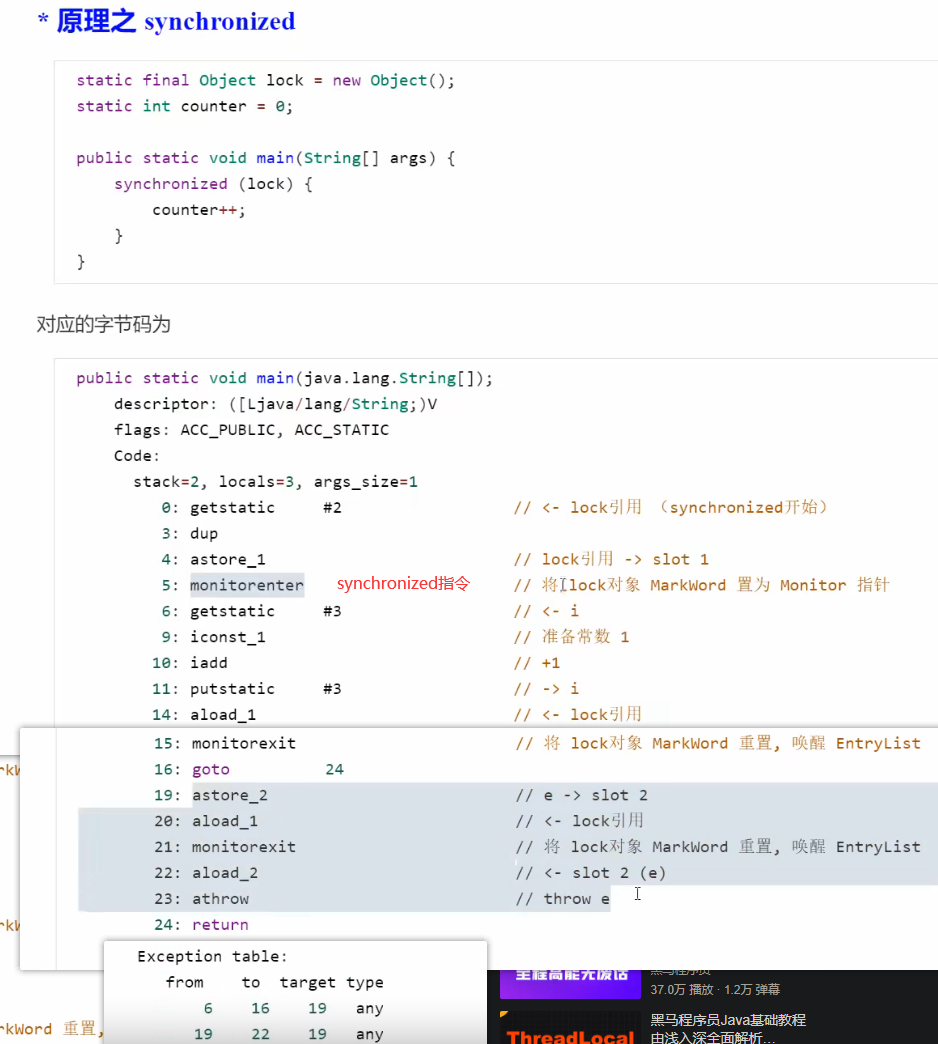 * 原理之 synchronized
static final Object lock = new Object();
static int counter = 0;
public static void main(String[] args) {
synchronized (lock) {
counter++;
}
}
对应的字节码为
public static void main(java.lang.String[]);
descriptor: ([Ljava/lang/String;)V
flags: ACC_PUBLIC, ACC_STATIC
Code:
stack=2, locals=3, args_size=1
0: getstatic #2 // <- lock引用 （synchronized开始）
3: dup
4: astore_1 // lock引用 -> slot 1
5: monitorenter synchronized指令 // 将 lock对象 MarkWord 置为 Monitor 指针
6: getstatic #3 // <- i
9: iconst_1 // 准备常数 1
10: iadd // +1
11: putstatic #3 // -> i
14: aload_1 // <- lock引用
15: monitorexit // 将 lock对象 MarkWord 重置, 唤醒 EntryList
16: goto 24
19: astore_2 // e -> slot 2
20: aload_1 // <- lock引用
21: monitorexit // 将 lock对象 MarkWord 重置, 唤醒 EntryList
22: aload_2 // <- slot 2 (e)
23: athrow // throw e
24: return
Exception table:
from to target type
6 16 19 any
19 22 19 any
rkWord 重置,
全程高能无废话
黑马程序员
37.0万 播放 · 1.2万 弹幕
ThreadLocal
黑马程序员Java基础教程
由浅入深全面解析...